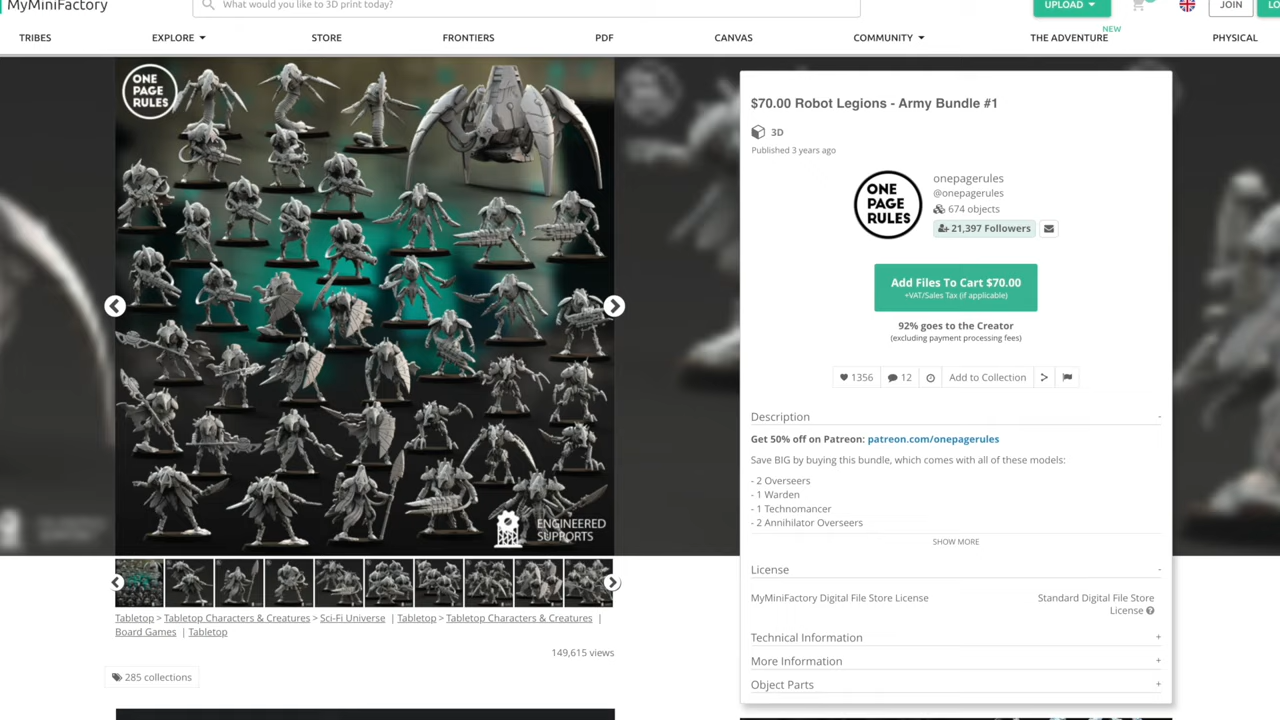 MyMiniFactory
What would you like to 3D print today?
UPLOAD
JOIN
LO
TRIBES
EXPLORE
STORE
FRONTIERS
PDF
CANVAS
COMMUNITY
THE ADVENTURE
NEW
PHYSICAL
ONE
PAGE
RULES
ENGINEERED
SUPPORTS
Tabletop > Tabletop Characters & Creatures > Sci-Fi Universe | Tabletop > Tabletop Characters & Creatures |
Board Games | Tabletop
149,615 views
285 collections
$70.00 Robot Legions - Army Bundle #1
3D
Published 3 years ago
ONE
PAGE
RULES
onepagerules
@onepagerules
674 objects
21,397 Followers
Add Files To Cart $70.00
+VAT/Sales Tax (if applicable)
92% goes to the Creator
(excluding payment processing fees)
1356
12
Add to Collection
Description -
Get 50% off on Patreon: patreon.com/onepagerules
Save BIG by buying this bundle, which comes with all of these models:
- 2 Overseers
- 1 Warden
- 1 Technomancer
- 2 Annihilator Overseers
SHOW MORE
License -
MyMiniFactory Digital File Store License
Standard Digital File Store
License
Technical Information +
More Information +
Object Parts +